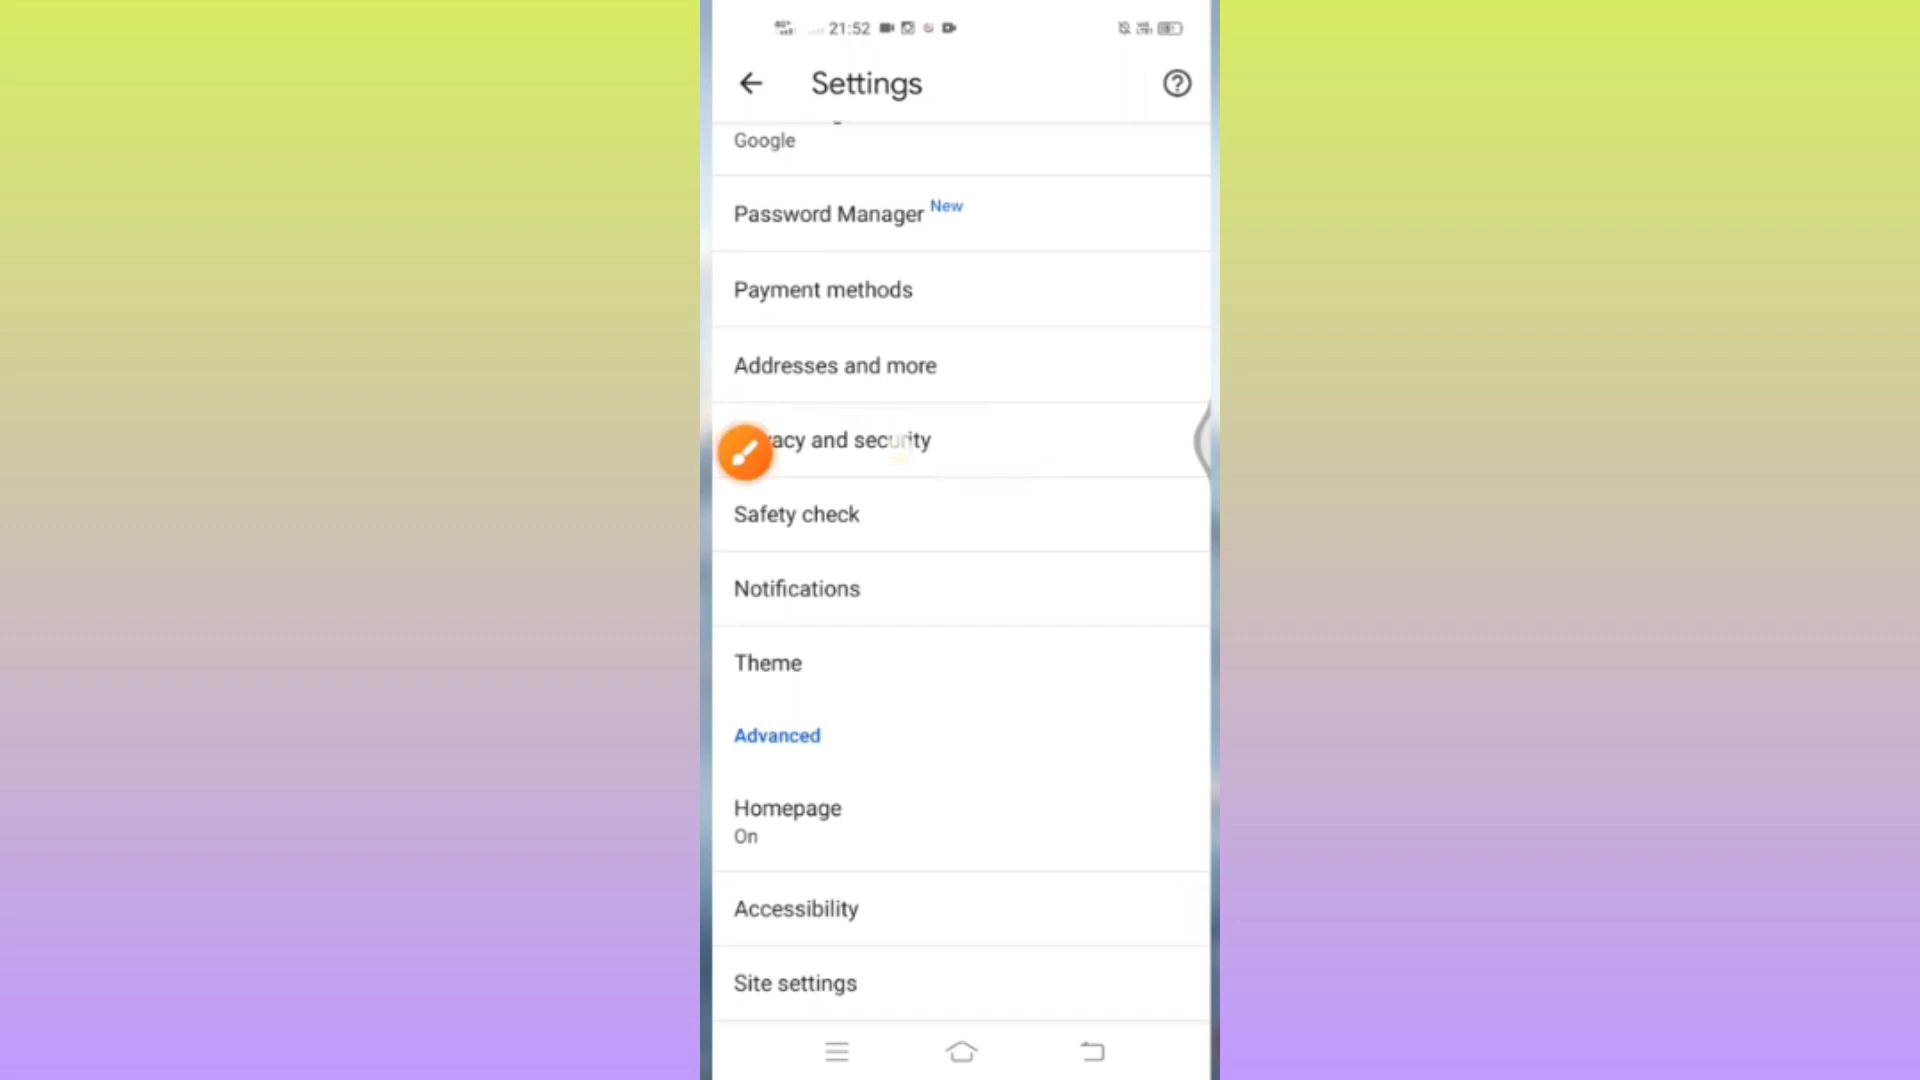 21:52
Settings
Google
Password Manager New
Payment methods
Addresses and more
acy and security
Safety check
Notifications
Theme
Advanced
Homepage
On
Accessibility
Site settings